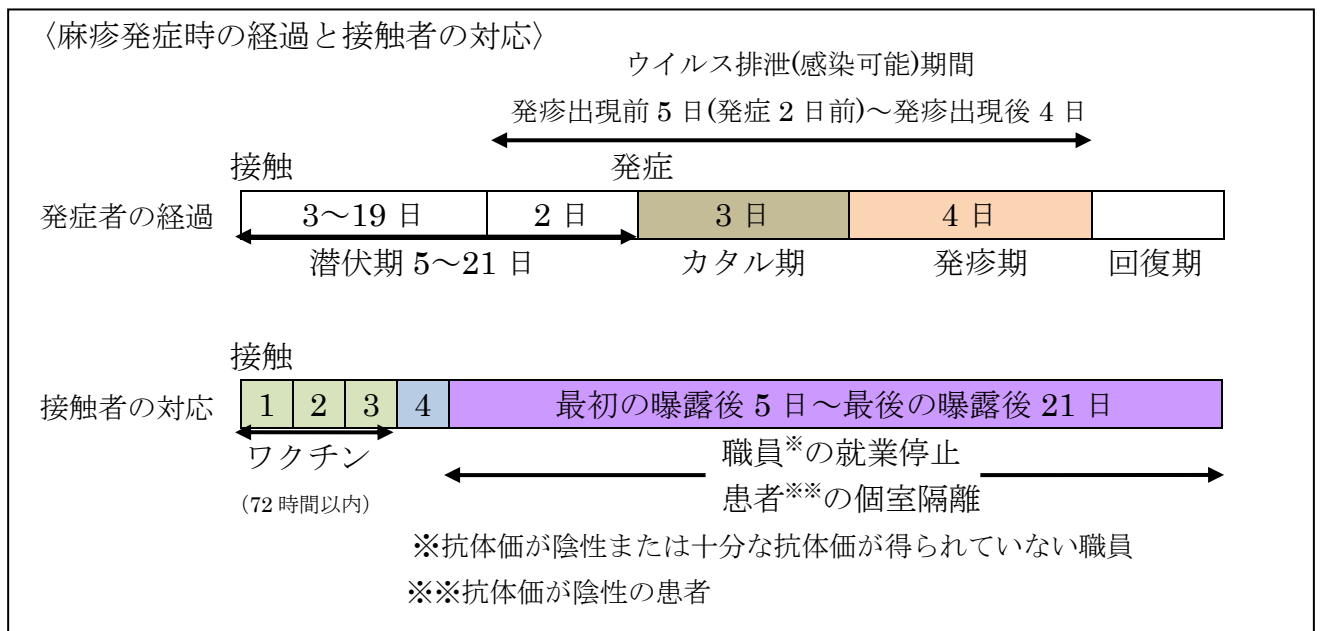 〈麻疹発症時の経過と接触者の対応〉
ウイルス排泄(感染可能)期間
発疹出現前 5 日(発症 2 日前)～発疹出現後 4 日
接触 発症
発症者の経過 3～19 日 2 日 3 日 4 日
潜伏期 5～21 日 カタル期 発疹期 回復期
接触
接触者の対応 1 2 3 4 最初の曝露後 5 日～最後の曝露後 21 日
ワクチン 職員※の就業停止
(72 時間以内) 患者※※の個室隔離
※抗体価が陰性または十分な抗体価が得られていない職員
※※抗体価が陰性の患者